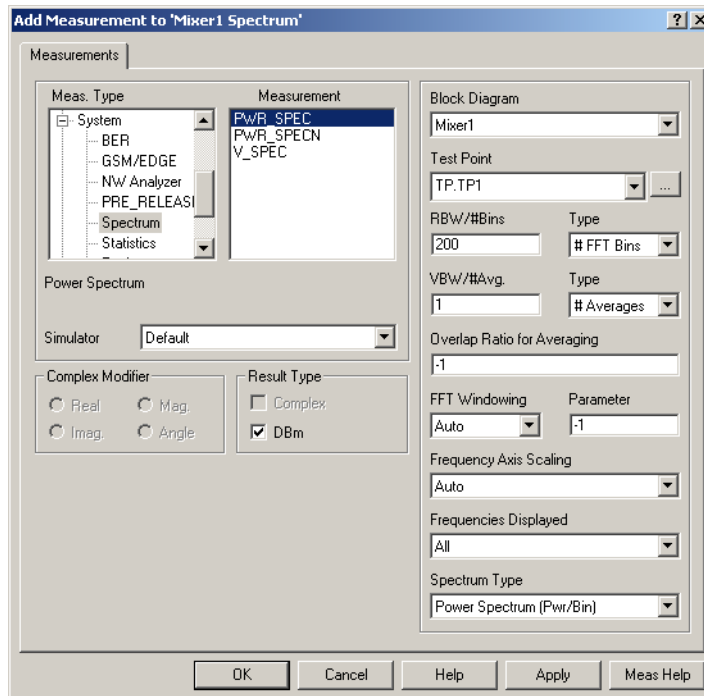 Add Measurement to 'Mixer1 Spectrum'
Measurements
Meas. Type
System
BER
GSM/EDGE
NW Analyzer
PRE_RELEASI
Spectrum
Statistics
Measurement
PWR_SPEC
PWR_SPECN
V_SPEC
Power Spectrum
Simulator Default
Complex Modifier
Real Mag.
Imag. Angle
Result Type
Complex
DBm
Block Diagram
Mixer1
Test Point
TP.TP1 ...
RBW/#Bins Type
200 # FFT Bins
VBW/#Avg. Type
1 # Averages
Overlap Ratio for Averaging
-1
FFT Windowing Parameter
Auto -1
Frequency Axis Scaling
Auto
Frequencies Displayed
All
Spectrum Type
Power Spectrum (Pwr/Bin)
OK Cancel Help Apply Meas Help